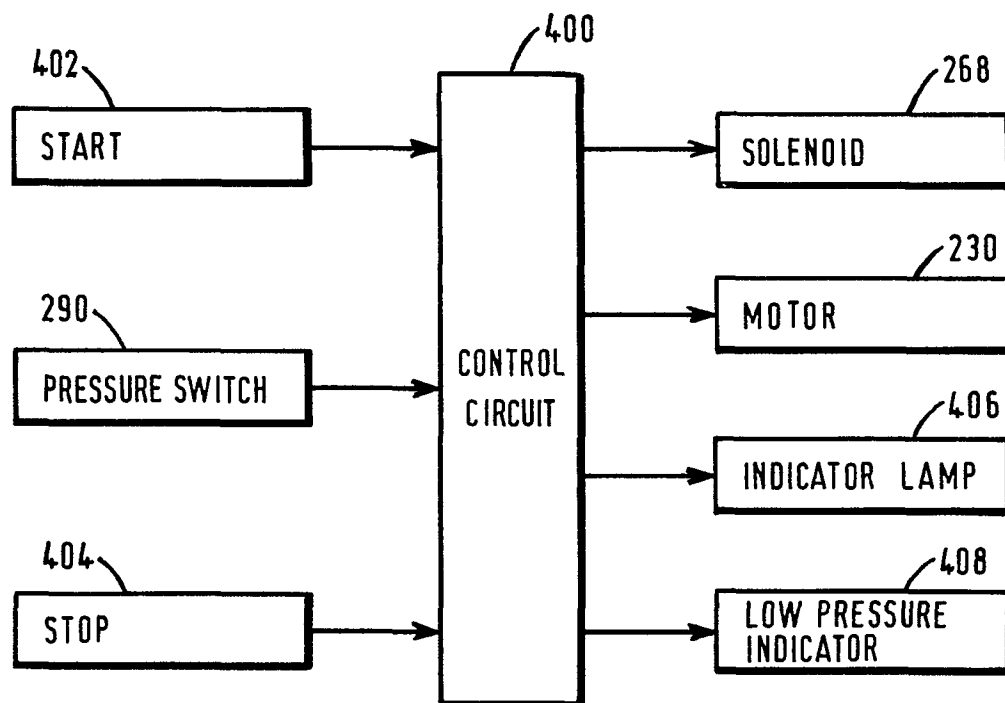 400
402
START
268
SOLENOID
230
MOTOR
290
PRESSURE SWITCH
CONTROL
CIRCUIT
406
INDICATOR LAMP
404
STOP
408
LOW PRESSURE
INDICATOR